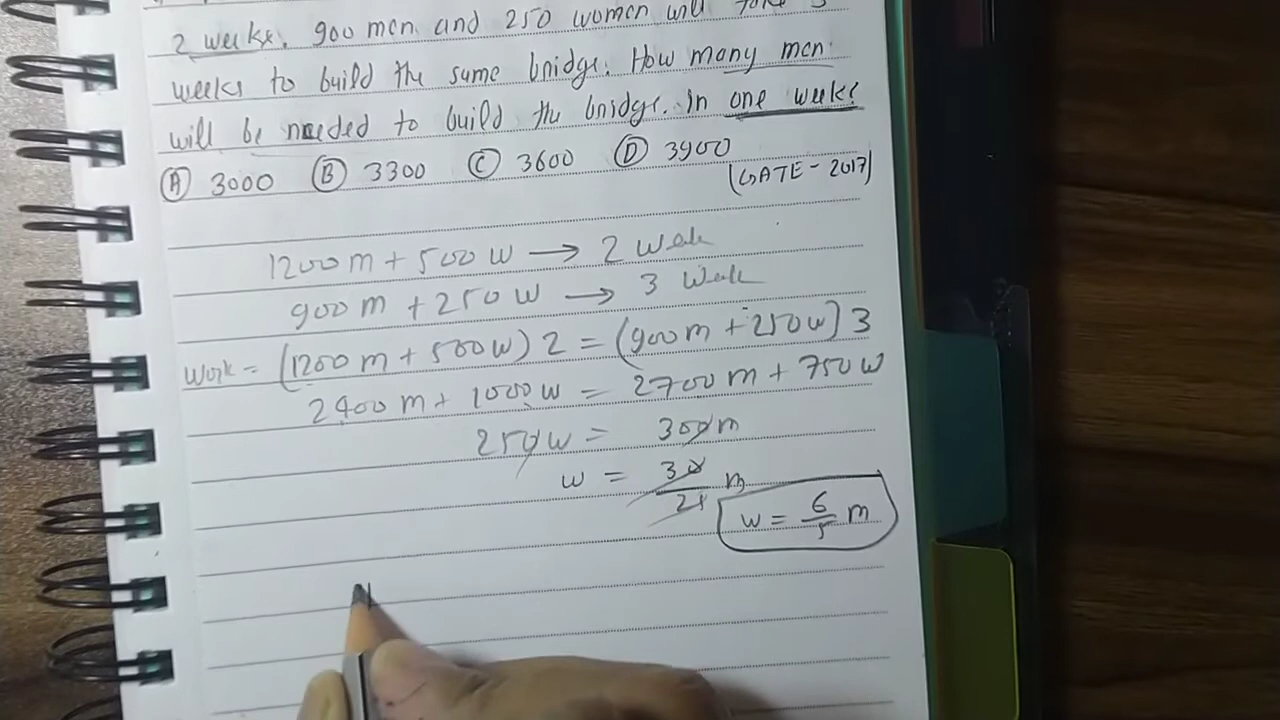 2 weeks. 900 men and 250 women will take 3
weeks to build the same bridge. How many men
will be needed to build the bridge. in one week?
(A) 3000 (B) 3300 (C) 3600 (D) 3900
(GATE - 2017)
1200 m + 500 w → 2 Week
900 m + 250 W → 3 Week
Work = (1200 m + 500 W) 2 = (900 m + 250 w) 3
2400 m + 1000 w = 2700 m + 750 W
250 w = 300 m
w = 30/25 m
w = 6/5 m